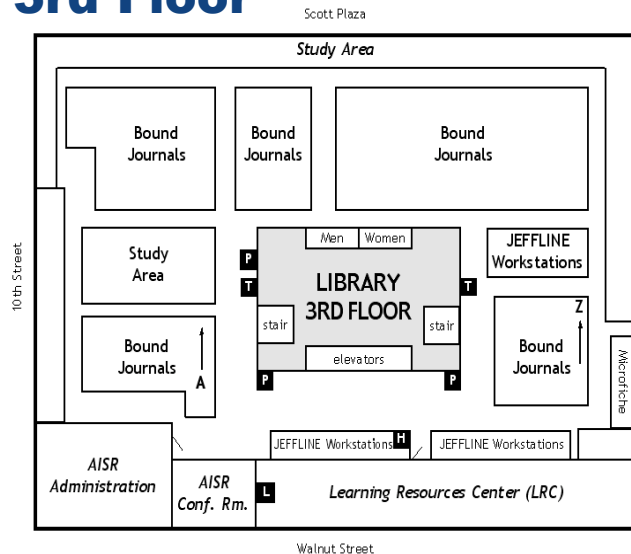 3rd Floor
Scott Plaza
Study Area
Bound
Journals
Bound
Journals
Bound
Journals
10th Street
Study
Area
P
T
Men
Women
LIBRARY
3RD FLOOR
T
JEFFLINE
Workstations
stair
stair
elevators
Bound
Journals
A
Z
Bound
Journals
Microfiche
P
P
JEFFLINE Workstations
H
JEFFLINE Workstations
AISR
Administration
AISR
Conf. Rm.
L
Learning Resources Center (LRC)
Walnut Street